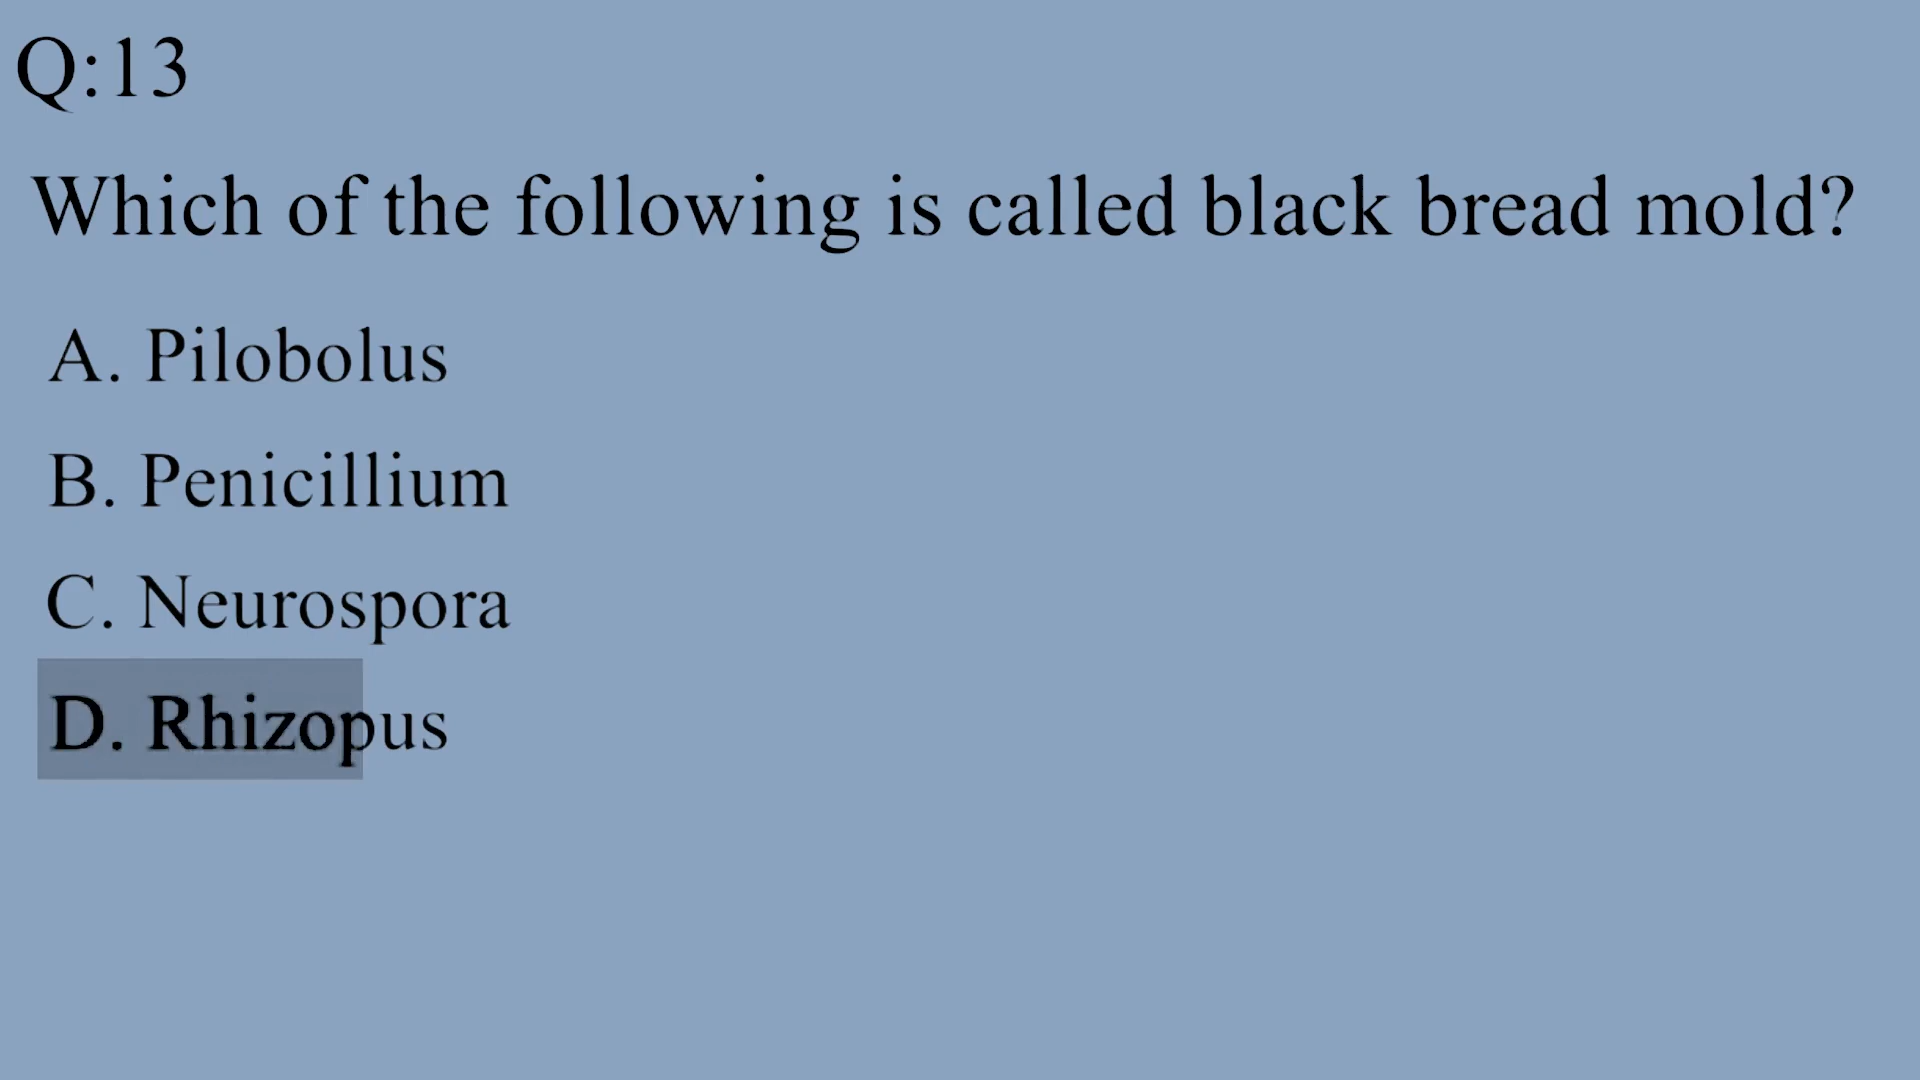 Q:13
Which of the following is called black bread mold?
A. Pilobolus
B. Penicillium
C. Neurospora
D. Rhizopus